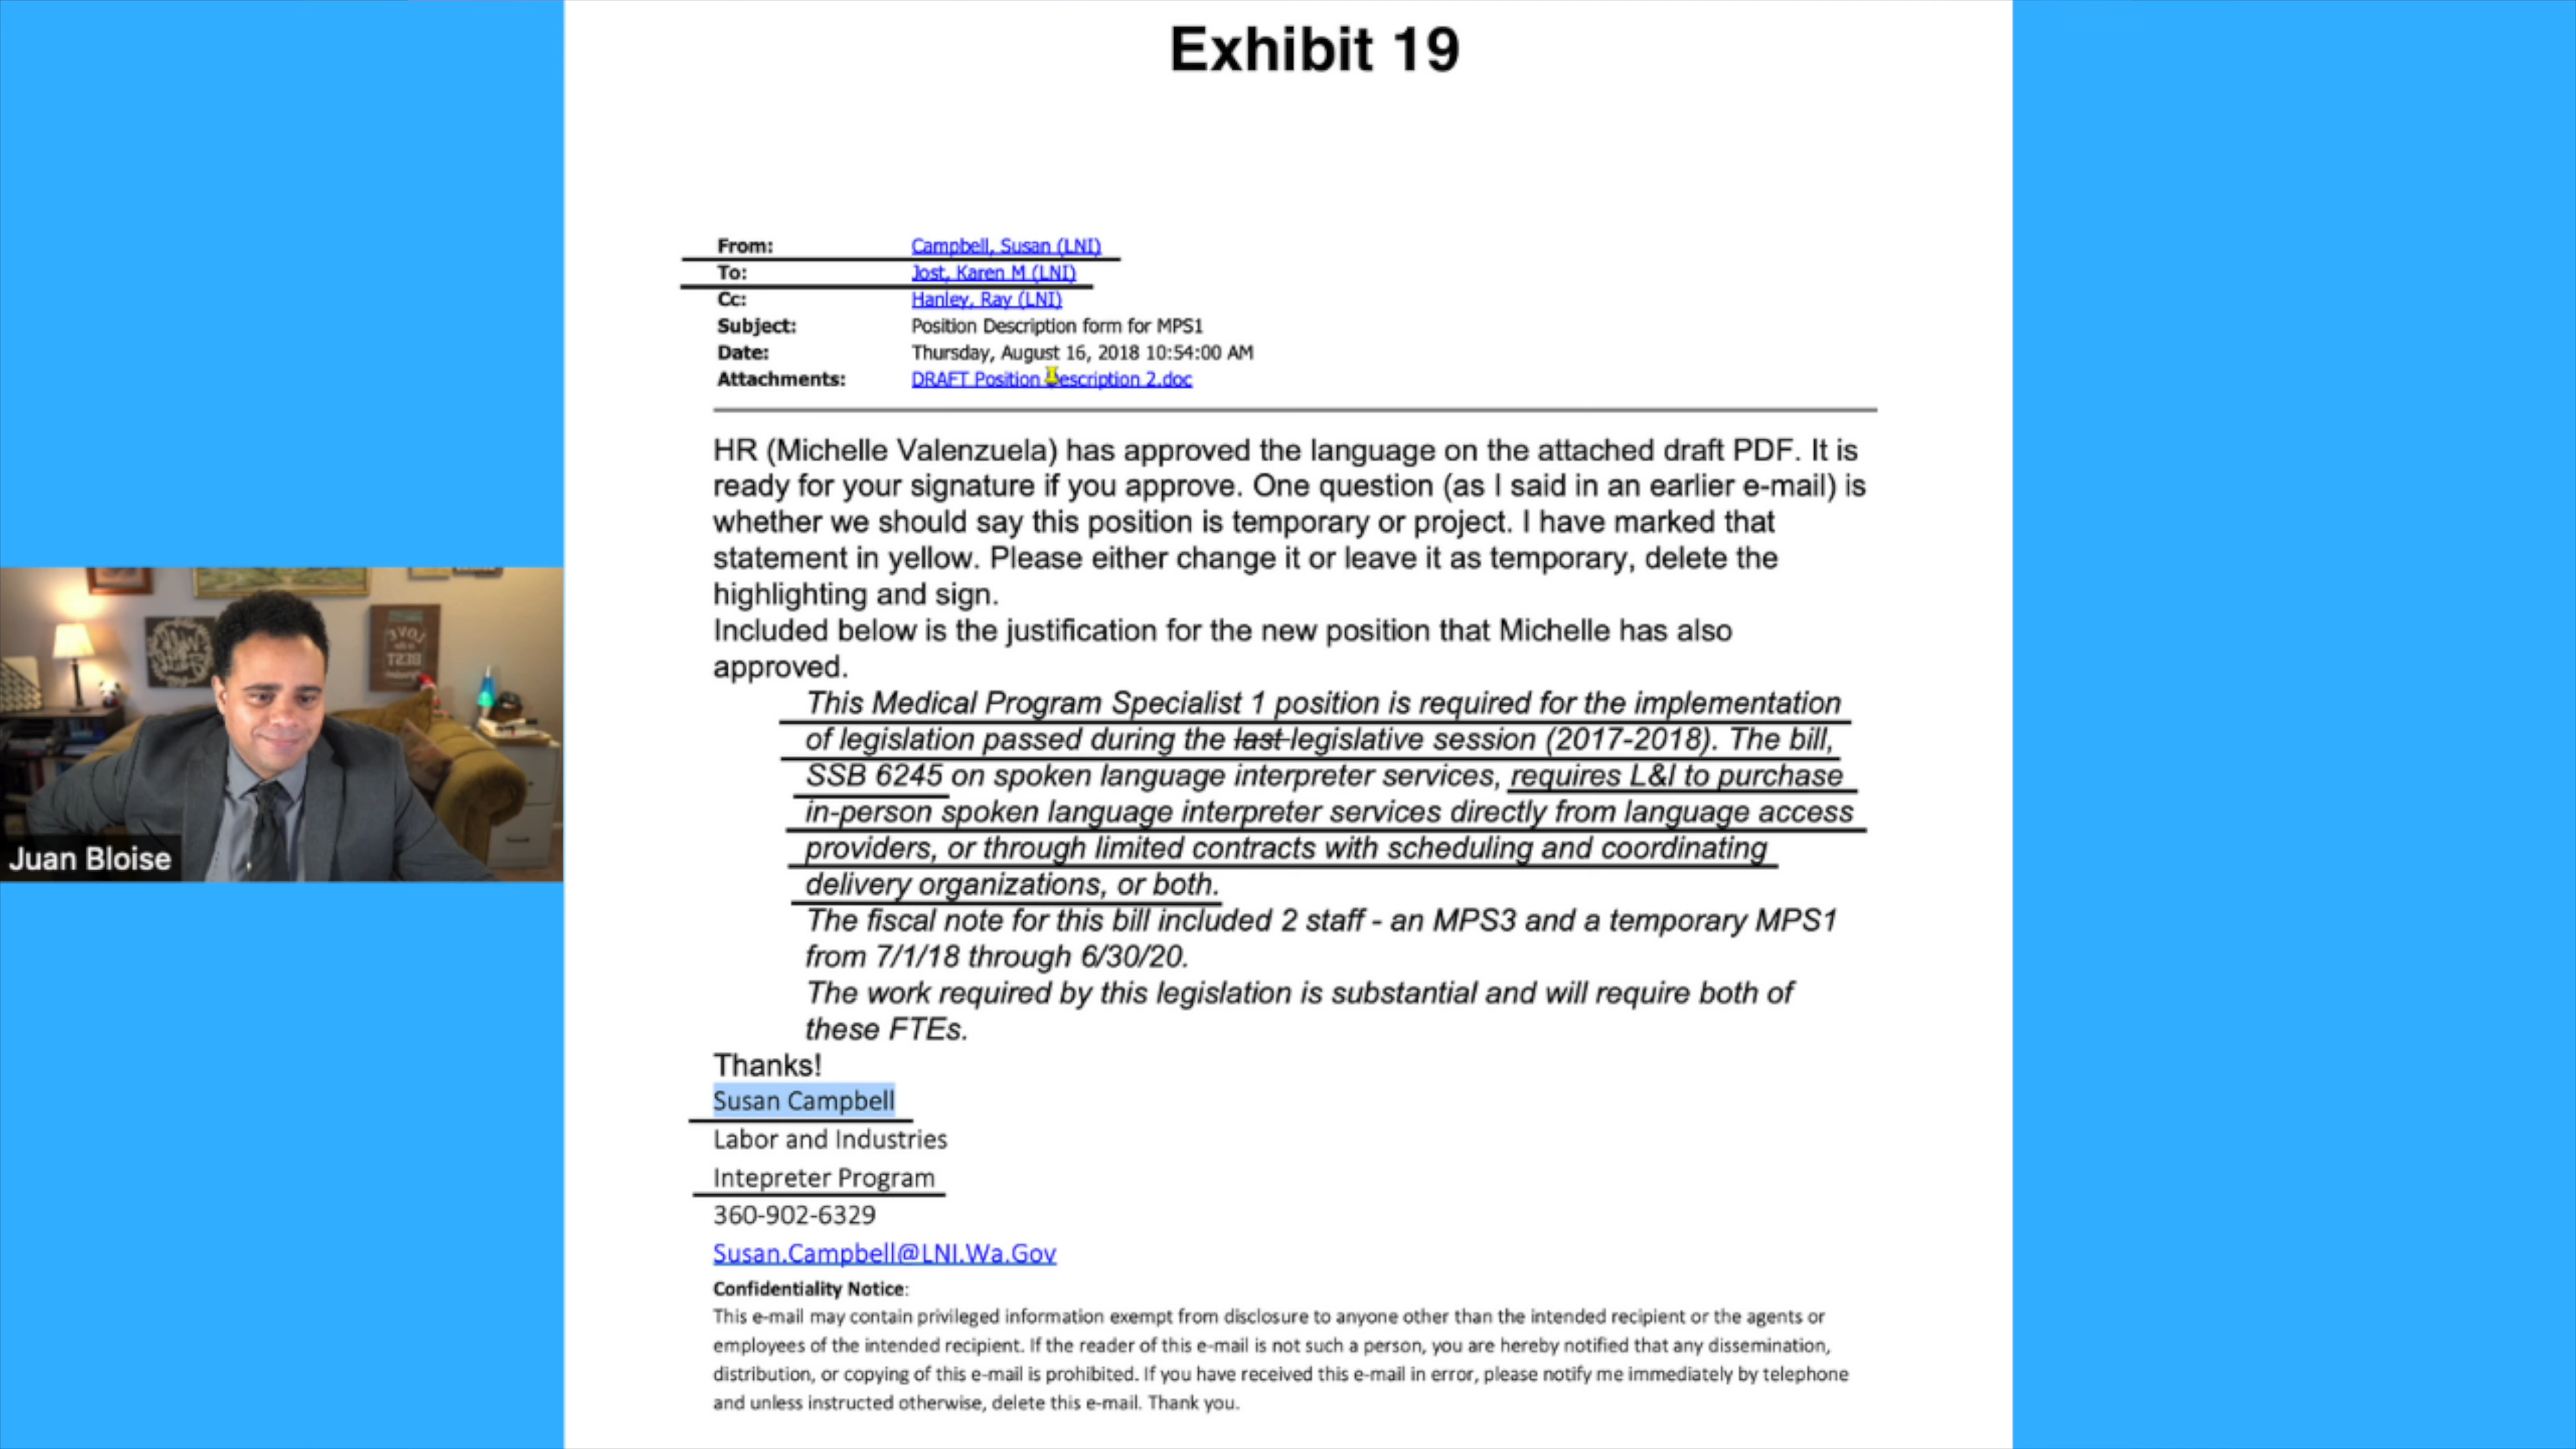 Exhibit 19
From: Campbell, Susan (LNI)
To: Jost, Karen M (LNI)
Cc: Hanley, Ray (LNI)
Subject: Position Description form for MPS1
Date: Thursday, August 16, 2018 10:54:00 AM
Attachments: DRAFT Position Description 2.doc
HR (Michelle Valenzuela) has approved the language on the attached draft PDF. It is
ready for your signature if you approve. One question (as I said in an earlier e-mail) is
whether we should say this position is temporary or project. I have marked that
statement in yellow. Please either change it or leave it as temporary, delete the
highlighting and sign.
Included below is the justification for the new position that Michelle has also
approved.
This Medical Program Specialist 1 position is required for the implementation
of legislation passed during the last legislative session (2017-2018). The bill,
SSB 6245 on spoken language interpreter services, requires L&I to purchase
in-person spoken language interpreter services directly from language access
providers, or through limited contracts with scheduling and coordinating
delivery organizations, or both.
The fiscal note for this bill included 2 staff - an MPS3 and a temporary MPS1
from 7/1/18 through 6/30/20.
The work required by this legislation is substantial and will require both of
these FTEs.
Thanks!
Susan Campbell
Labor and Industries
Intepreter Program
360-902-6329
Susan.Campbell@LNI.Wa.Gov
Confidentiality Notice:
This e-mail may contain privileged information exempt from disclosure to anyone other than the intended recipient or the agents or
employees of the intended recipient. If the reader of this e-mail is not such a person, you are hereby notified that any dissemination,
distribution, or copying of this e-mail is prohibited. If you have received this e-mail in error, please notify me immediately by telephone
and unless instructed otherwise, delete this e-mail. Thank you.
LOVE
BEST
Juan Bloise